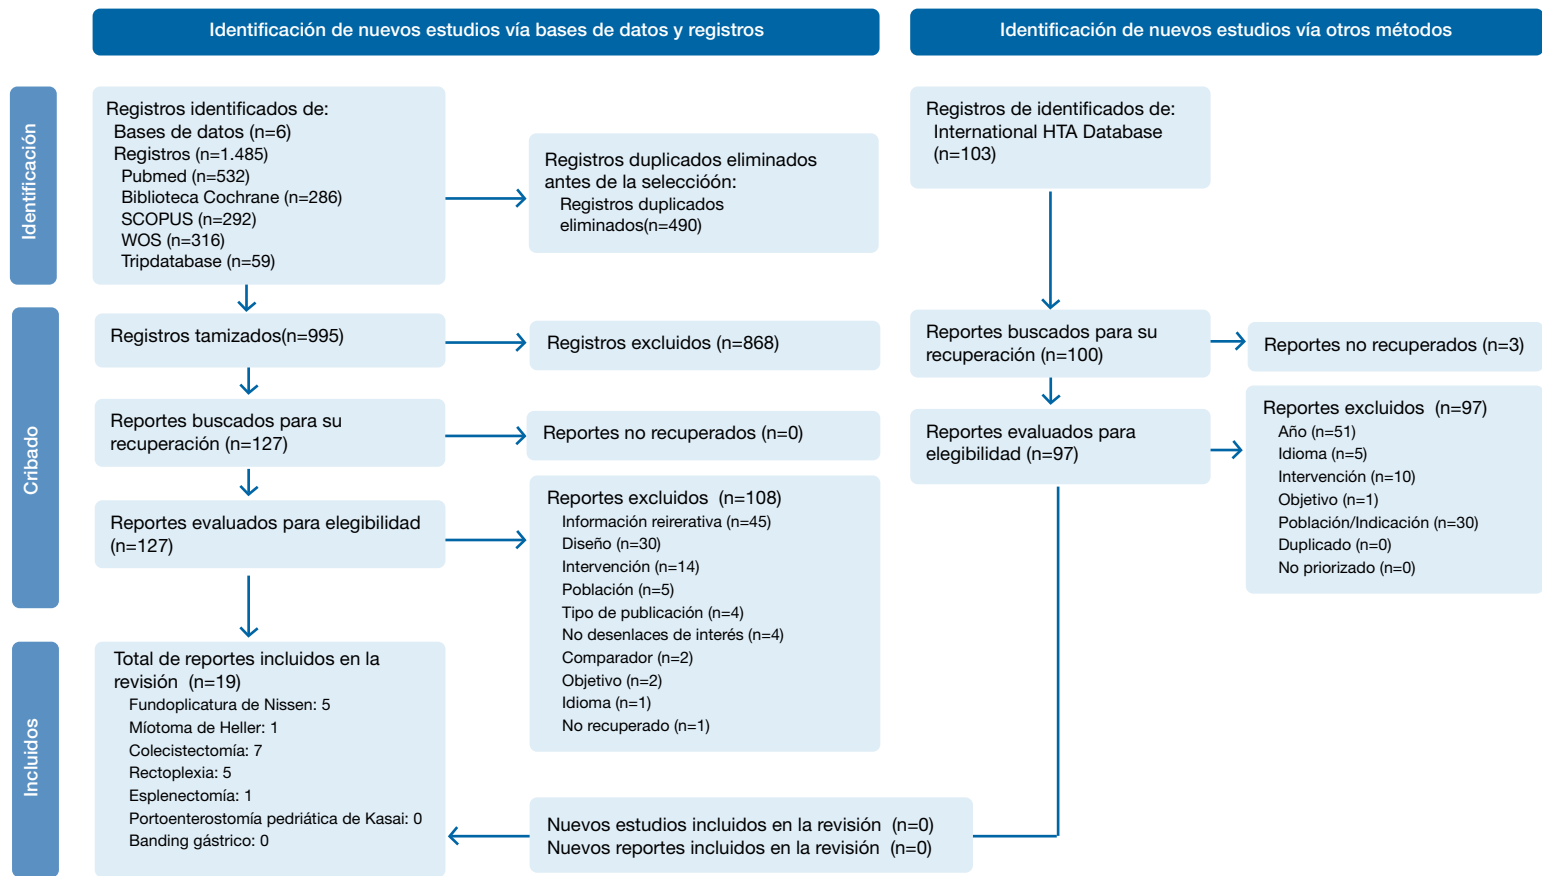 Identificación de nuevos estudios vía bases de datos y registros
Identificación de nuevos estudios vía otros métodos
Identificación
Registros identificados de:
Bases de datos (n=6)
Registros (n=1.485)
Pubmed (n=532)
Biblioteca Cochrane (n=286)
SCOPUS (n=292)
WOS (n=316)
Tripdatabase (n=59)
Registros duplicados eliminados
antes de la seleccióón:
Registros duplicados
eliminados(n=490)
Registros de identificados de:
International HTA Database
(n=103)
Cribado
Registros tamizados(n=995)
Registros excluidos (n=868)
Reportes buscados para su
recuperación (n=127)
Reportes no recuperados (n=0)
Reportes evaluados para elegibilidad
(n=127)
Reportes excluidos (n=108)
Información reirerativa (n=45)
Diseño (n=30)
Intervención (n=14)
Población (n=5)
Tipo de publicación (n=4)
No desenlaces de interés (n=4)
Comparador (n=2)
Objetivo (n=2)
Idioma (n=1)
No recuperado (n=1)
Reportes buscados para su
recuperación (n=100)
Reportes no recuperados (n=3)
Reportes evaluados para
elegibilidad (n=97)
Reportes excluidos (n=97)
Año (n=51)
Idioma (n=5)
Intervención (n=10)
Objetivo (n=1)
Población/Indicación (n=30)
Duplicado (n=0)
No priorizado (n=0)
Incluidos
Total de reportes incluidos en la
revisión (n=19)
Fundoplicatura de Nissen: 5
Míotoma de Heller: 1
Colecistectomía: 7
Rectoplexia: 5
Esplenectomía: 1
Portoenterostomía pedriática de Kasai: 0
Banding gástrico: 0
Nuevos estudios incluidos en la revisión (n=0)
Nuevos reportes incluidos en la revisión (n=0)